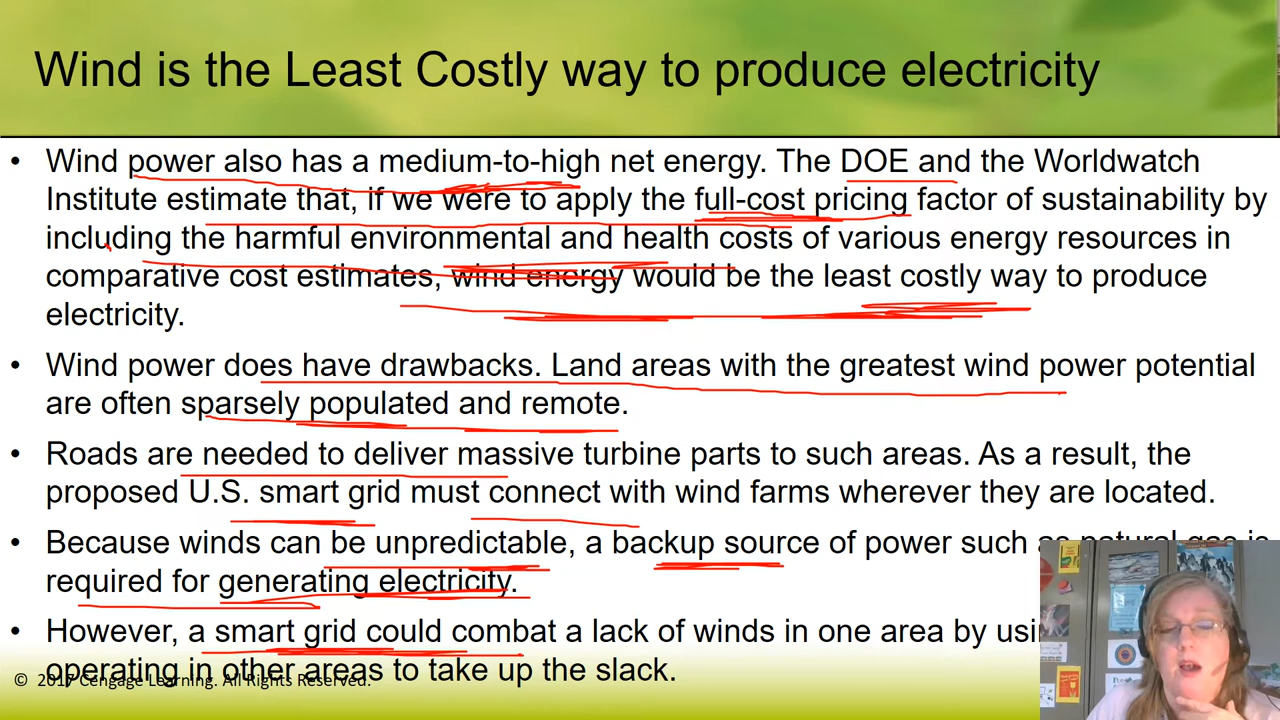 Wind is the Least Costly way to produce electricity
• Wind power also has a medium-to-high net energy. The DOE and the Worldwatch
Institute estimate that, if we were to apply the full-cost pricing factor of sustainability by
including the harmful environmental and health costs of various energy resources in
comparative cost estimates, wind energy would be the least costly way to produce
electricity.
• Wind power does have drawbacks. Land areas with the greatest wind power potential
are often sparsely populated and remote.
• Roads are needed to deliver massive turbine parts to such areas. As a result, the
proposed U.S. smart grid must connect with wind farms wherever they are located.
• Because winds can be unpredictable, a backup source of power such as natural gas is
required for generating electricity.
• However, a smart grid could combat a lack of winds in one area by
operating in other areas to take up the slack.
© 2017 Cengage Learning. All Rights Reserved.